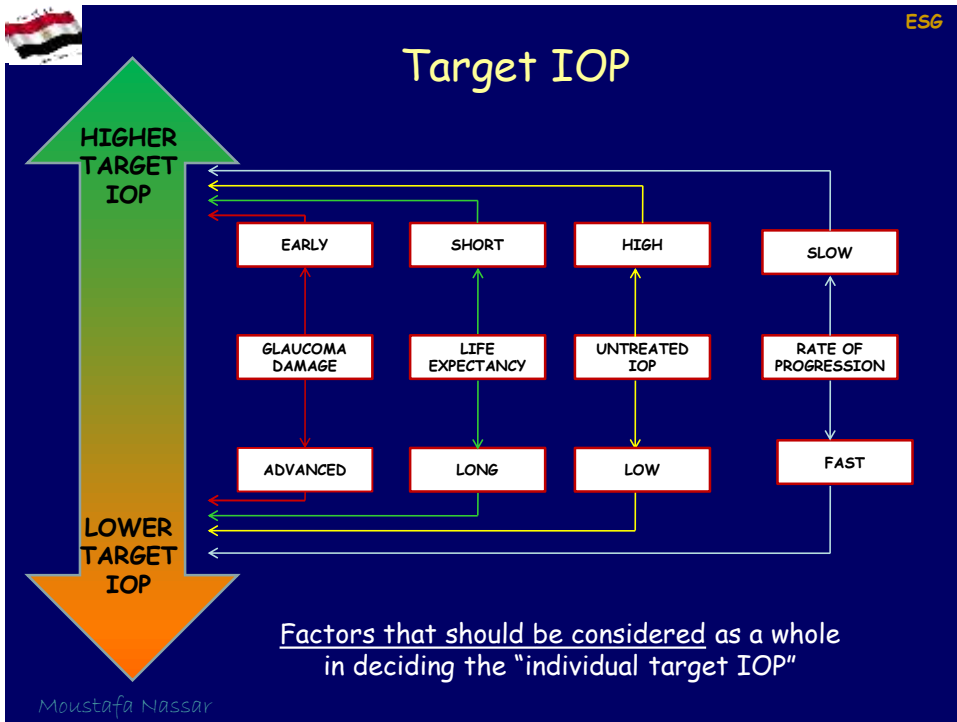 ESG
Target IOP
HIGHER
TARGET
IOP
EARLY
SHORT
HIGH
SLOW
GLAUCOMA
DAMAGE
LIFE
EXPECTANCY
UNTREATED
IOP
RATE OF
PROGRESSION
ADVANCED
LONG
LOW
FAST
LOWER
TARGET
IOP
Factors that should be considered as a whole
in deciding the “individual target IOP”
Moustafa Nassar